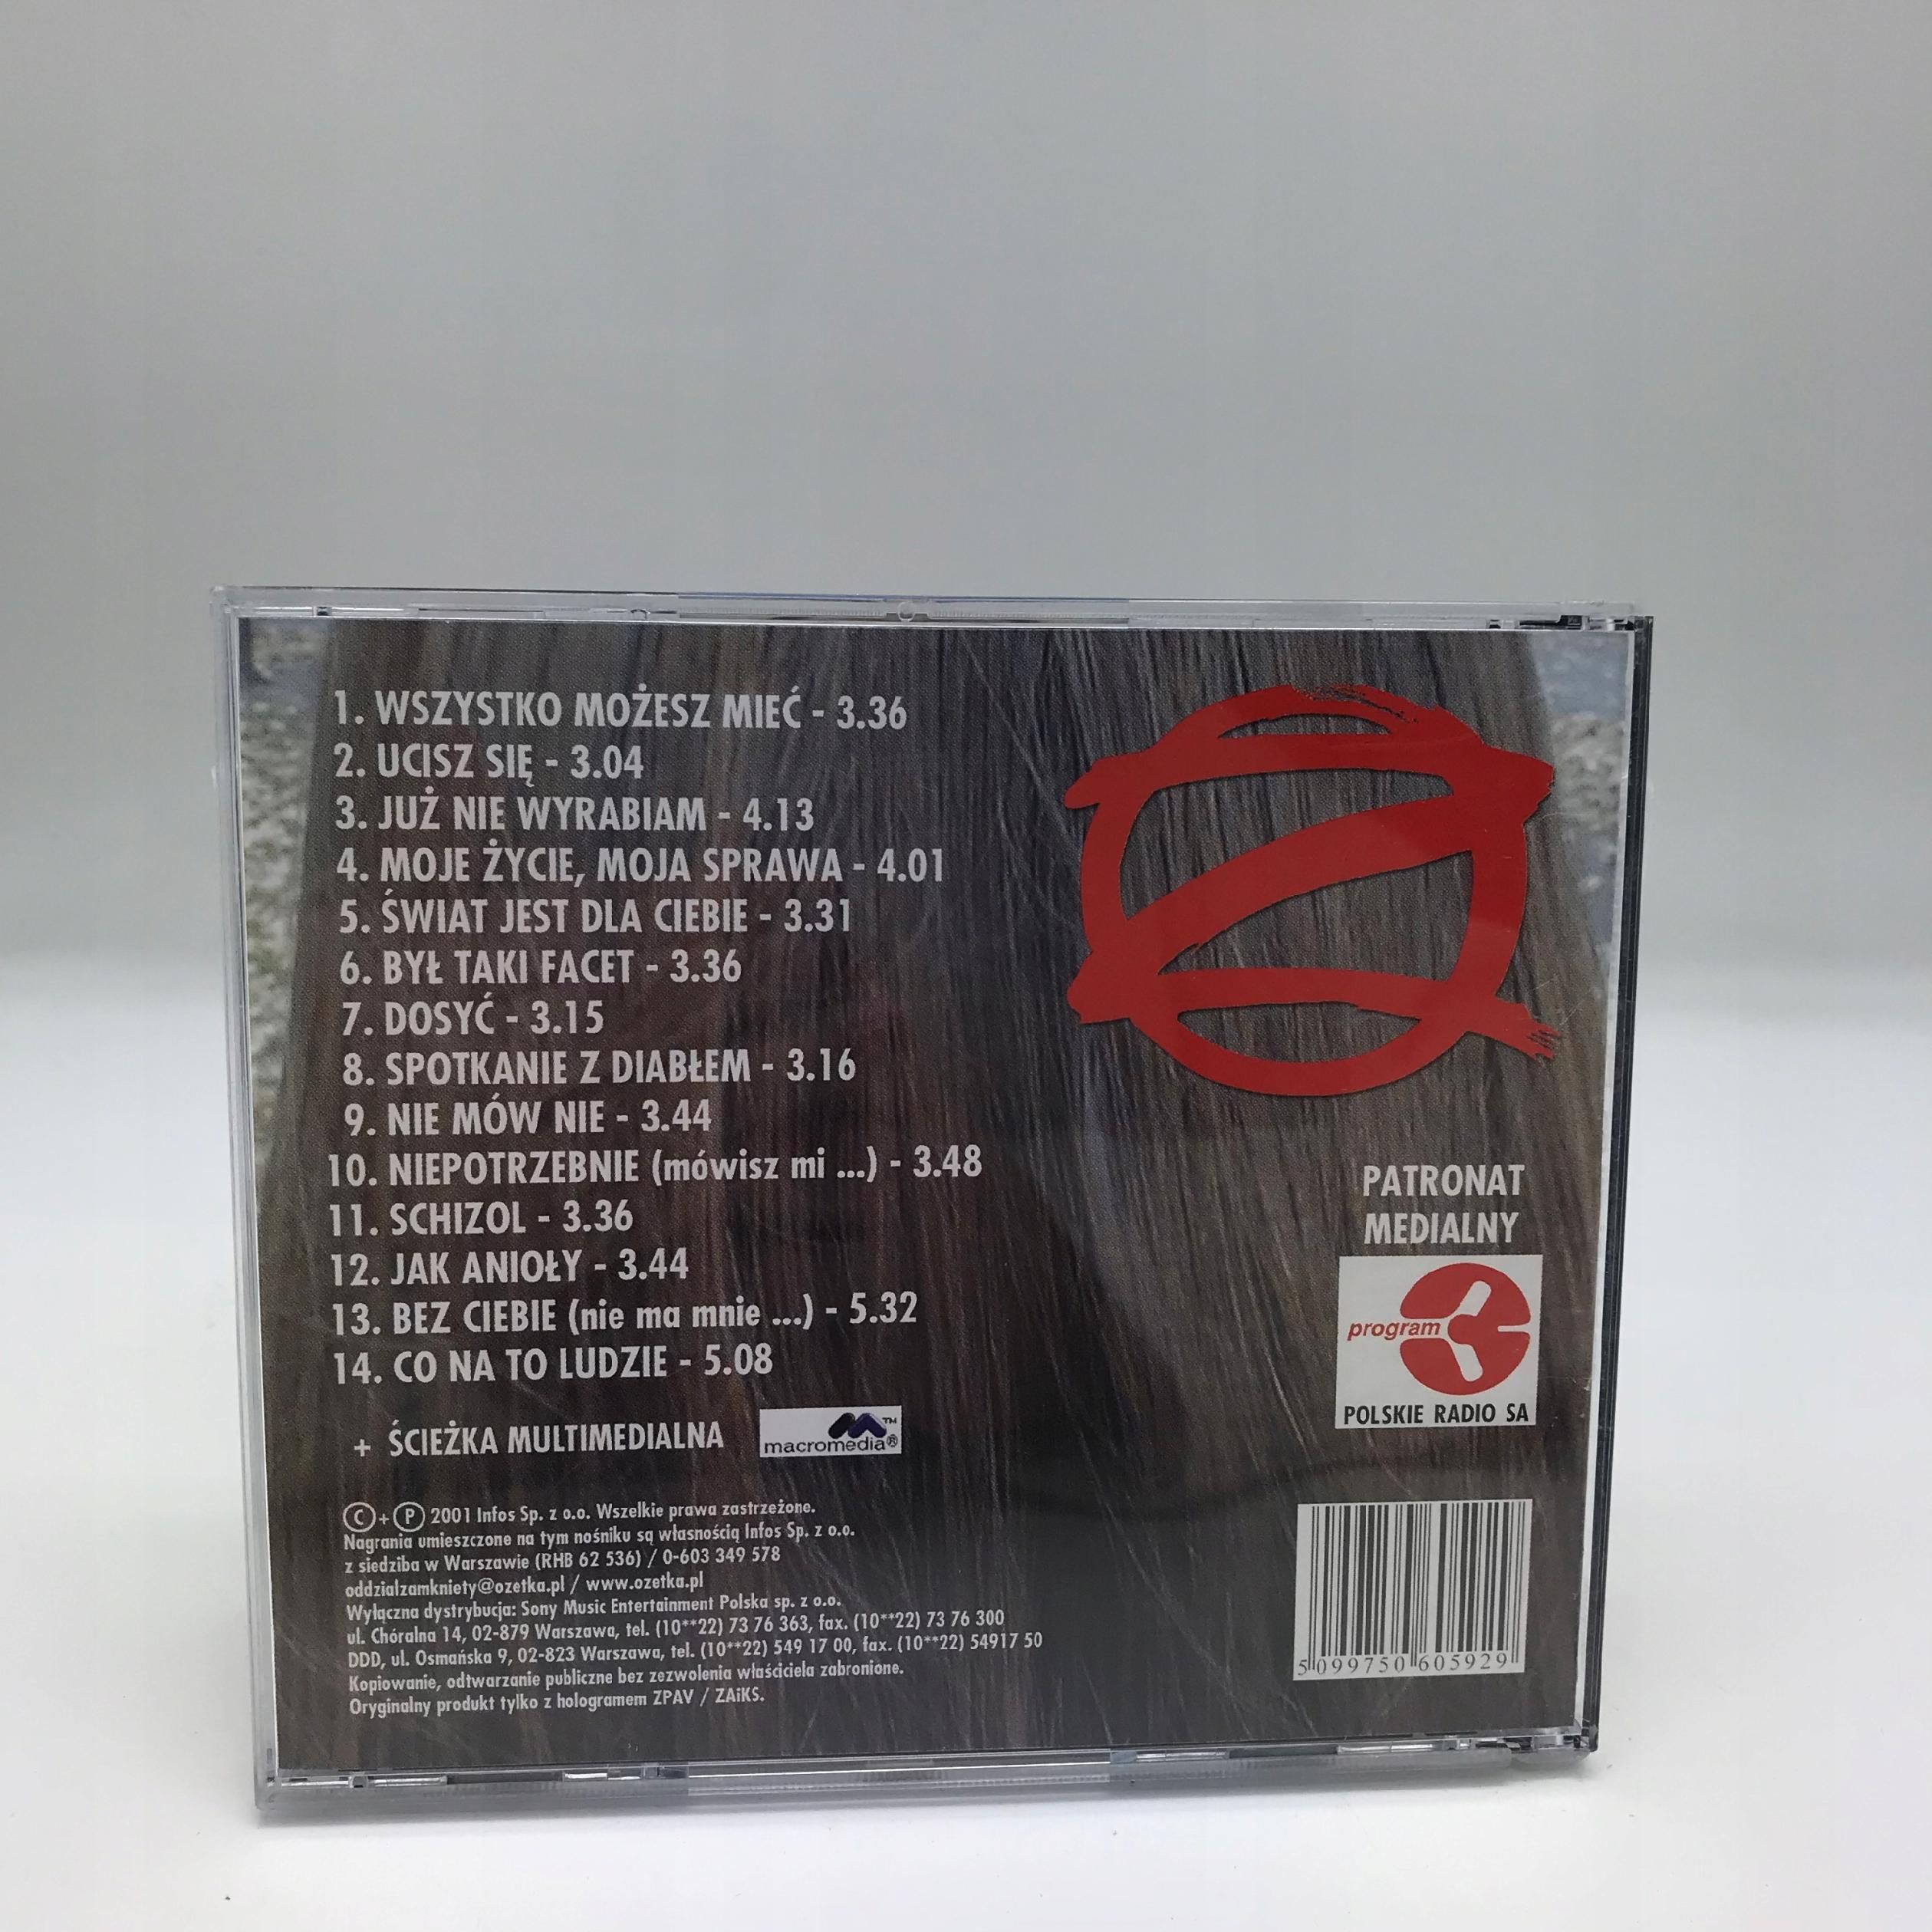 1. WSZYSTKO MOŻESZ MIEĆ - 3.36
2. UCISZ SIĘ - 3.04
3. JUŻ NIE WYRABIAM - 4.13
4. MOJE ŻYCIE, MOJA SPRAWA - 4.01
5. ŚWIAT JEST DLA CIEBIE - 3.31
6. BYŁ TAKI FACET - 3.36
7. DOSYĆ - 3.15
8. SPOTKANIE Z DIABŁEM - 3.16
9. NIE MÓW NIE - 3.44
10. NIEPOTRZEBNIE (mówisz mi ...) - 3.48
11. SCHIZOL - 3.36
12. JAK ANIOŁY - 3.44
13. BEZ CIEBIE (nie ma mnie ...) - 5.32
14. CO NA TO LUDZIE - 5.08
+ ŚCIEŻKA MULTIMEDIALNA
macromedia®
™
PATRONAT
MEDIALNY
program
POLSKIE RADIO SA
©+℗ 2001 Infos Sp. z o.o. Wszelkie prawa zastrzeżone.
Nagrania umieszczone na tym nośniku są własnością Infos Sp. z o.o.
z siedziba w Warszawie (RHB 62 536) / 0-603 349 578
oddzialzamkniety@ozetka.pl / www.ozetka.pl
Wyłączna dystrybucja: Sony Music Entertainment Polska sp. z o.o.
ul. Chóralna 14, 02-879 Warszawa, tel. (10**22) 73 76 363, fax. (10**22) 73 76 300
DDD, ul. Osmańska 9, 02-823 Warszawa, tel. (10**22) 549 17 00, fax. (10**22) 54917 50
Kopiowanie, odtwarzanie publiczne bez zezwolenia właściciela zabronione.
Oryginalny produkt tylko z hologramem ZPAV / ZAiKS.
5 099750 605929